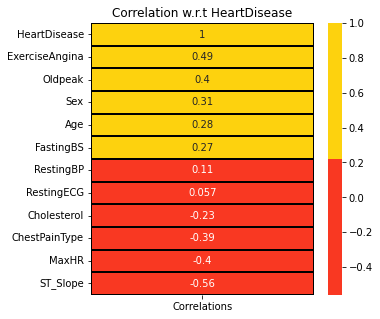 Correlation w.r.t HeartDisease
HeartDisease 1
ExerciseAngina 0.49
Oldpeak 0.4
Sex 0.31
Age 0.28
FastingBS 0.27
RestingBP 0.11
RestingECG 0.057
Cholesterol -0.23
ChestPainType -0.39
MaxHR -0.4
ST_Slope -0.56
Correlations
1.0
0.8
0.6
0.4
0.2
0.0
−0.2
−0.4